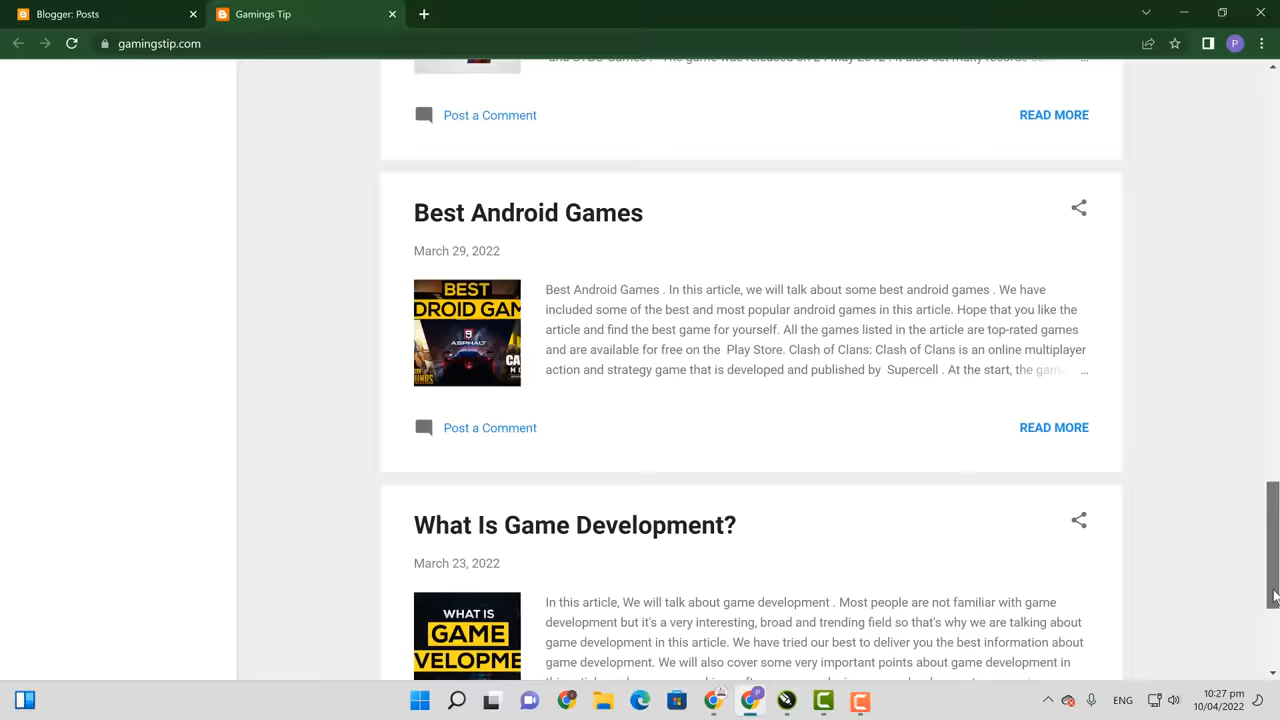 Blogger: Posts
Gamings Tip
gamingstip.com
P
Post a Comment
READ MORE
Best Android Games
March 29, 2022
BEST
DROID GAM
ASPHALT
Best Android Games . In this article, we will talk about some best android games . We have
included some of the best and most popular android games in this article. Hope that you like the
article and find the best game for yourself. All the games listed in the article are top-rated games
and are available for free on the Play Store. Clash of Clans: Clash of Clans is an online multiplayer
action and strategy game that is developed and published by Supercell . At the start, the game ...
Post a Comment
READ MORE
What Is Game Development?
March 23, 2022
WHAT IS
GAME
VELOPME
In this article, We will talk about game development . Most people are not familiar with game
development but it's a very interesting, broad and trending field so that's why we are talking about
game development in this article. We have tried our best to deliver you the best information about
game development. We will also cover some very important points about game development in
ENG
10:27 pm
10/04/2022